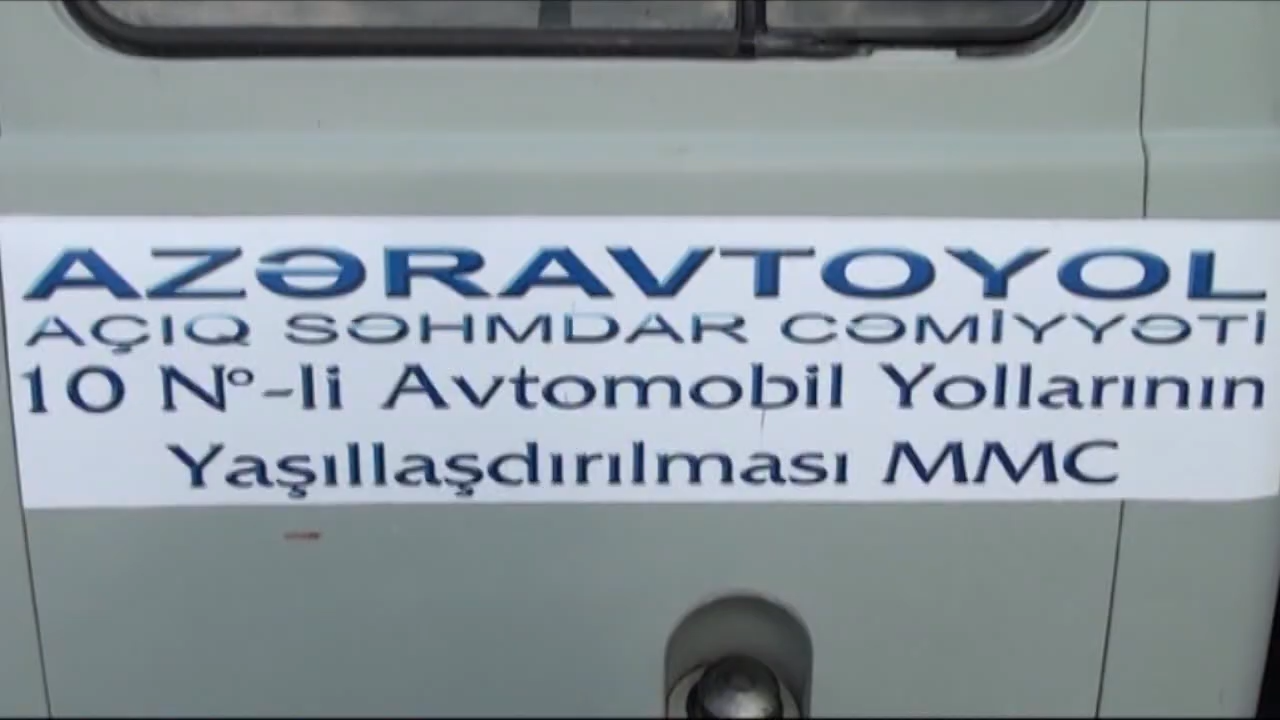 AZƏRAVTOYOL
AÇIQ SƏHMDAR CƏMİYYƏTİ
10 Nº-li Avtomobil Yollarının
Yaşıllaşdırılması MMC